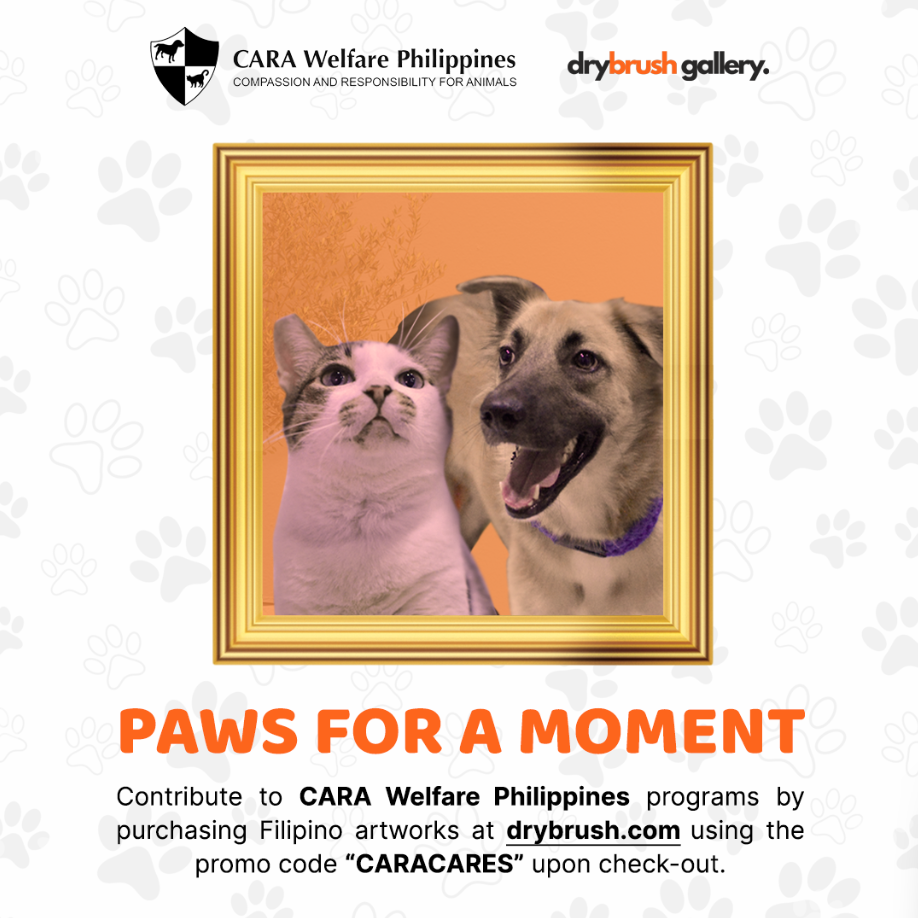 CARA Welfare Philippines
COMPASSION AND RESPONSIBILITY FOR ANIMALS
drybrush gallery.
PAWS FOR A MOMENT
Contribute to CARA Welfare Philippines programs by
purchasing Filipino artworks at drybrush.com using the
promo code “CARACARES” upon check-out.